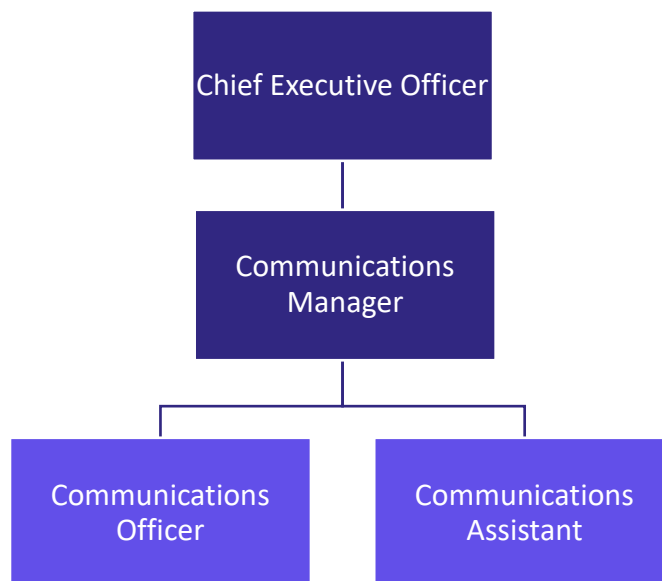 Chief Executive Officer
Communications
Manager
Communications
Officer
Communications
Assistant